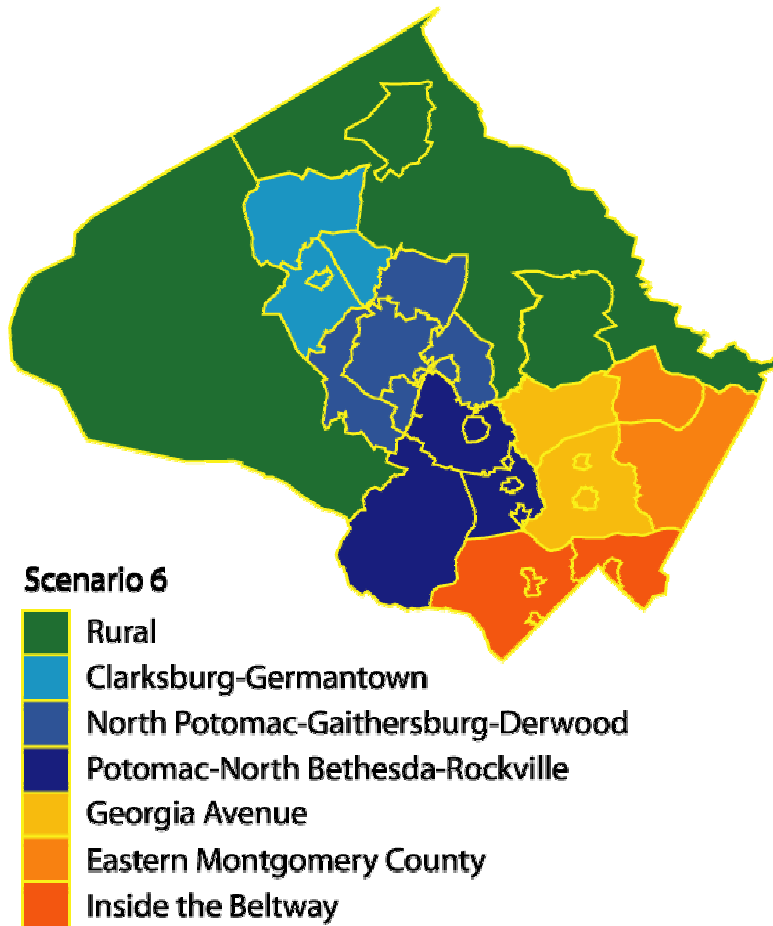 Scenario 6
Rural
Clarksburg-Germantown
North Potomac-Gaithersburg-Derwood
Potomac-North Bethesda-Rockville
Georgia Avenue
Eastern Montgomery County
Inside the Beltway